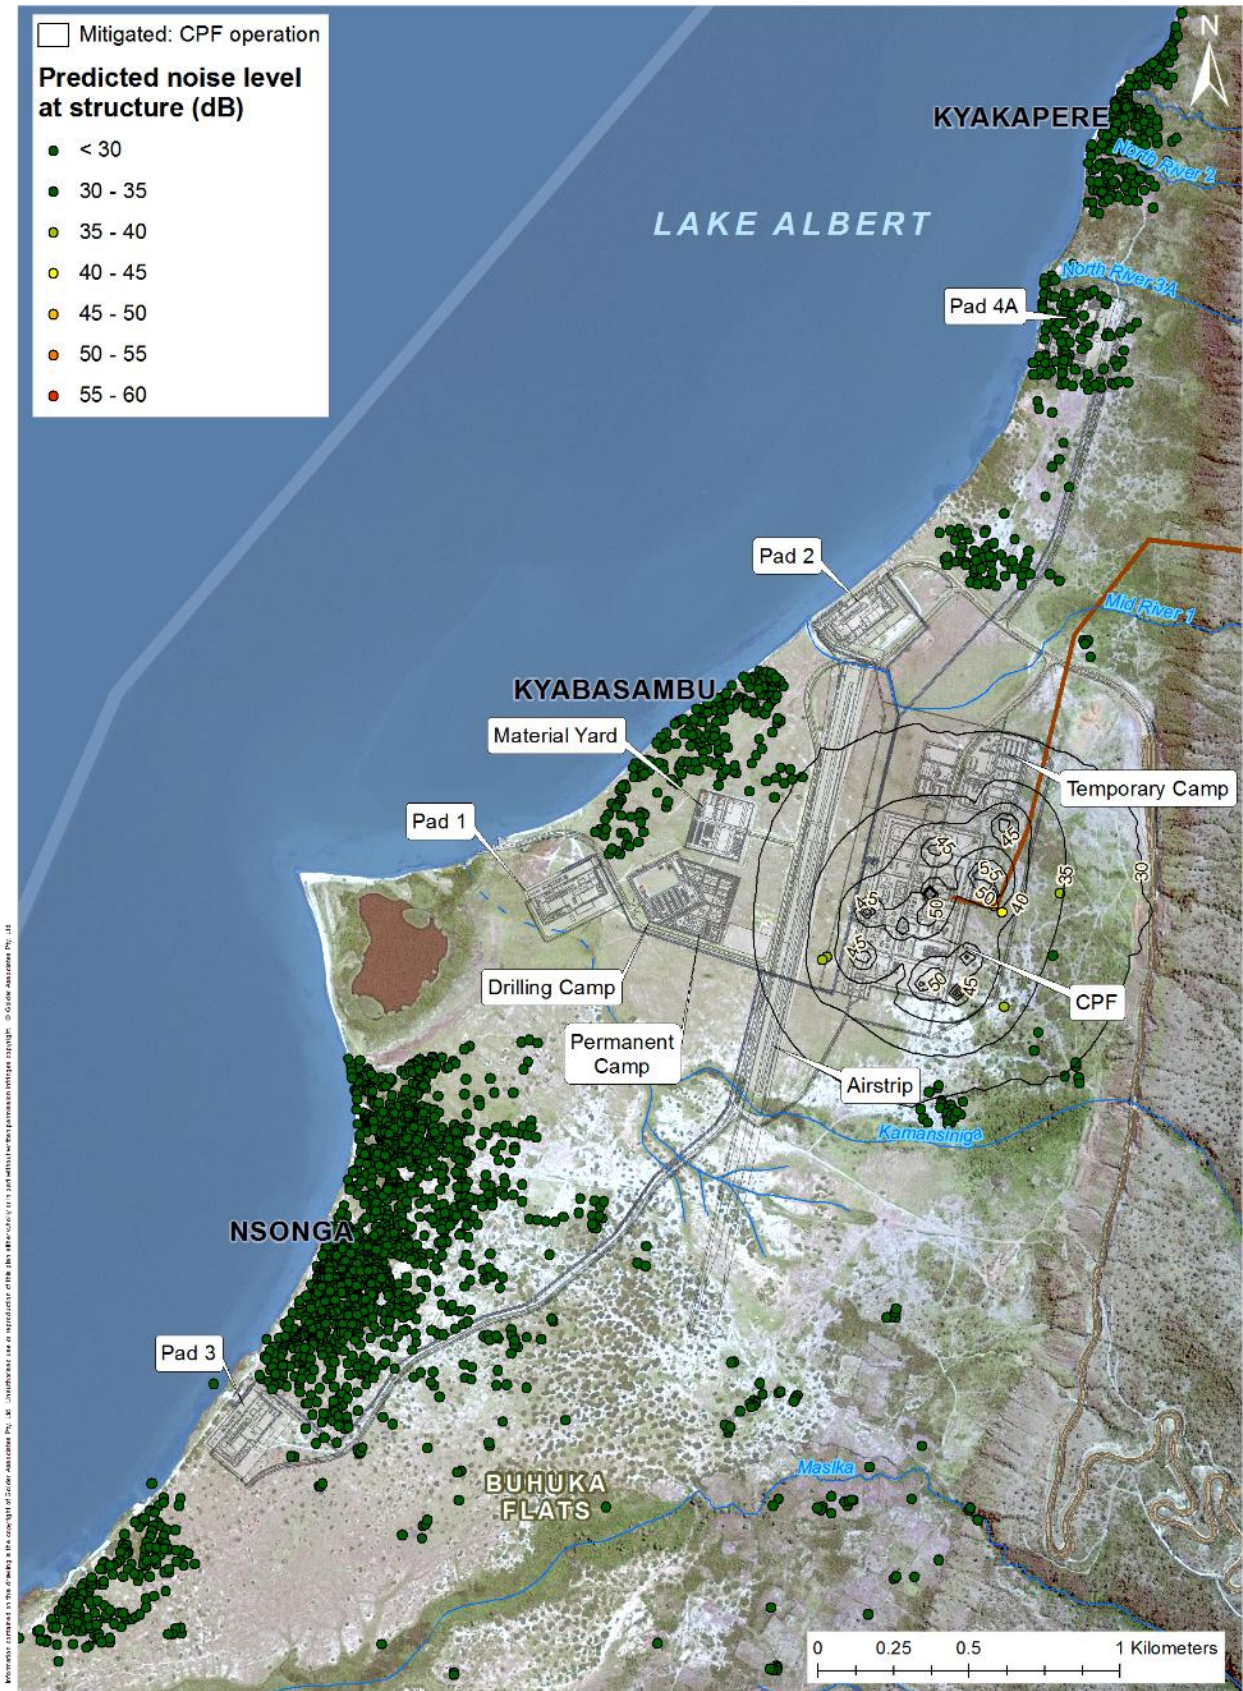 Mitigated: CPF operation
Predicted noise level
at structure (dB)
< 30
30 - 35
35 - 40
40 - 45
45 - 50
50 - 55
55 - 60
N
KYAKAPERE
North River 2
LAKE ALBERT
North River 3A
Pad 4A
Pad 2
Mid River 1
KYABASAMBU
Material Yard
Temporary Camp
Pad 1
45
45
55
35
30
50
40
45
50
45
50
45
Drilling Camp
CPF
Permanent
Camp
Airstrip
Kamansiniga
NSONGA
Pad 3
Masika
BUHUKA
FLATS
0 0.25 0.5 1 Kilometers